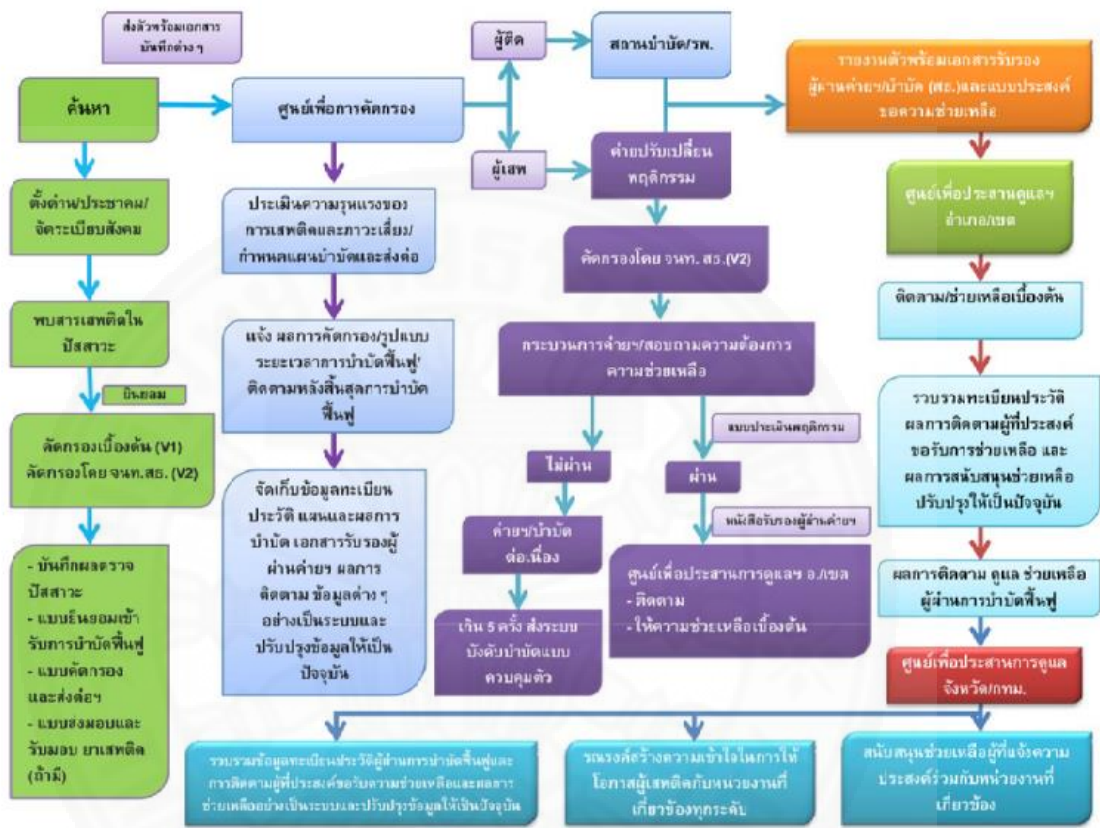 ส่งตัวพร้อมเอกสาร
บันทึกต่าง ๆ
ค้นหา
ตั้งด่าน/ประชาคม/
จัดระเบียบสังคม
พบสารเสพติดใน
ปัสสาวะ
ยินยอม
คัดกรองเบื้องต้น (V1)
คัดกรองโดย จนท.สธ. (V2)
- บันทึกผลตรวจ
ปัสสาวะ
- แบบยินยอมเข้า
รับการบำบัดฟื้นฟู
- แบบคัดกรอง
และส่งต่อฯ
- แบบส่งมอบและ
รับมอบ ยาเสพติด
(ถ้ามี)
ศูนย์เพื่อการคัดกรอง
ประเมินความรุนแรงของ
การเสพติดและภาวะเสี่ยง/
กำหนดแผนบำบัดและส่งต่อ
แจ้ง ผลการคัดกรอง/รูปแบบ
ระยะเวลาการบำบัดฟื้นฟู/
ติดตามหลังสิ้นสุดการบำบัด
ฟื้นฟู
จัดเก็บข้อมูลทะเบียน
ประวัติ แผนและผลการ
บำบัด เอกสารรับรองผู้
ผ่านค่ายฯ ผลการ
ติดตาม ข้อมูลต่าง ๆ
อย่างเป็นระบบและ
ปรับปรุงข้อมูลให้เป็น
ปัจจุบัน
ผู้ติด
ผู้เสพ
สถานบำบัด/รพ.
ค่ายปรับเปลี่ยน
พฤติกรรม
คัดกรองโดย จนท. สธ.(V2)
กระบวนการค่ายฯ/สอบถามความต้องการ
ความช่วยเหลือ
แบบประเมินพฤติกรรม
ไม่ผ่าน
ผ่าน
หนังสือรับรองผู้ผ่านค่ายฯ
ค่ายฯ/บำบัด
ต่อเนื่อง
เกิน 5 ครั้ง ส่งระบบ
บังคับบำบัดแบบ
ควบคุมตัว
ศูนย์เพื่อประสานการดูแลฯ อ./เขต
- ติดตาม
- ให้ความช่วยเหลือเบื้องต้น
รายงานตัวพร้อมเอกสารรับรอง
ผู้ผ่านค่ายฯ/บำบัด (สธ.)และแบบประสงค์
ขอความช่วยเหลือ
ศูนย์เพื่อประสานดูแลฯ
อำเภอ/เขต
ติดตาม/ช่วยเหลือเบื้องต้น
รวบรวมทะเบียนประวัติ
ผลการติดตามผู้ที่ประสงค์
ขอรับการช่วยเหลือ และ
ผลการสนับสนุนช่วยเหลือ
ปรับปรุงให้เป็นปัจจุบัน
ผลการติดตาม ดูแล ช่วยเหลือ
ผู้ผ่านการบำบัดฟื้นฟู
ศูนย์เพื่อประสานการดูแล
จังหวัด/กทม.
รวบรวมข้อมูลทะเบียนประวัติผู้ผ่านการบำบัดฟื้นฟูและ
การติดตามผู้ที่ประสงค์ขอรับความช่วยเหลือและผลการ
ช่วยเหลืออย่างเป็นระบบและปรับปรุงข้อมูลให้เป็นปัจจุบัน
รณรงค์สร้างความเข้าใจในการให้
โอกาสผู้เสพติดกับหน่วยงานที่
เกี่ยวข้องทุกระดับ
สนับสนุนช่วยเหลือผู้ที่แจ้งความ
ประสงค์ร่วมกับหน่วยงานที่
เกี่ยวข้อง